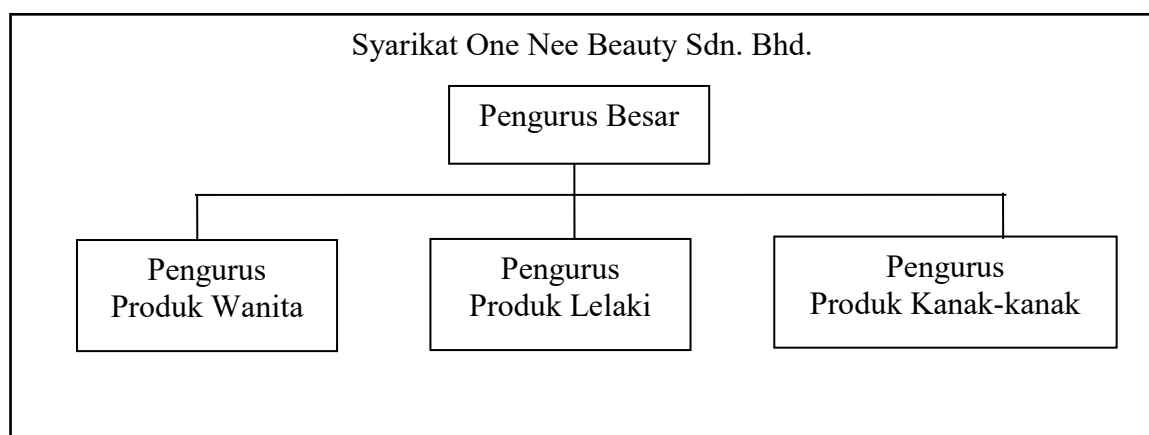 Syarikat One Nee Beauty Sdn. Bhd.
Pengurus Besar
Pengurus
Produk Wanita
Pengurus
Produk Lelaki
Pengurus
Produk Kanak-kanak